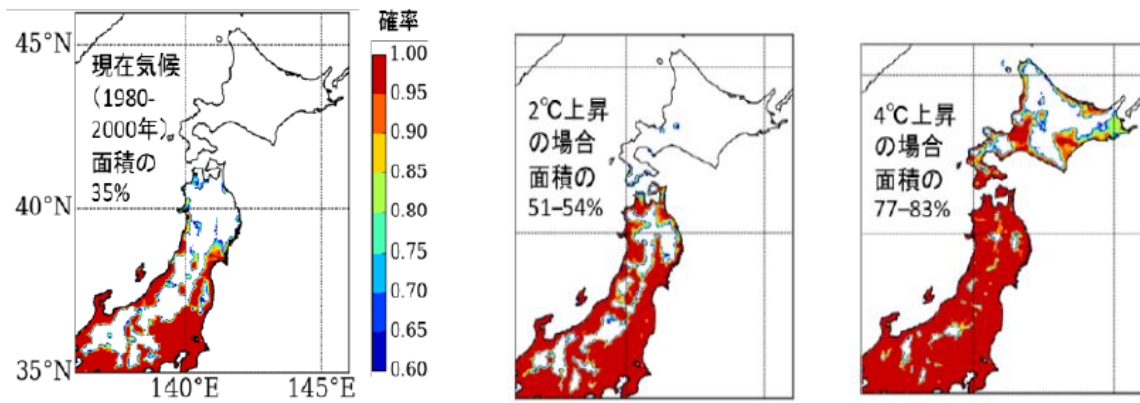 確率
45°N
40°N
35°N
140°E
145°E
現在気候
（1980-
2000年）
面積の
35%
1.00
0.95
0.90
0.85
0.80
0.75
0.70
0.65
0.60
2℃上昇
の場合
面積の
51–54%
4℃上昇
の場合
面積の
77–83%